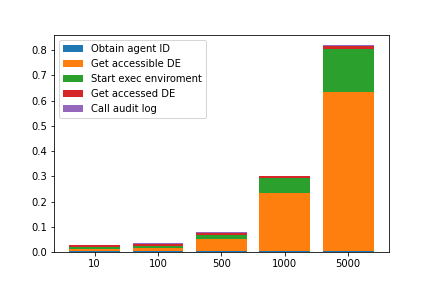 0.8
0.7
0.6
0.5
0.4
0.3
0.2
0.1
0.0
Obtain agent ID
Get accessible DE
Start exec enviroment
Get accessed DE
Call audit log
10 100 500 1000 5000